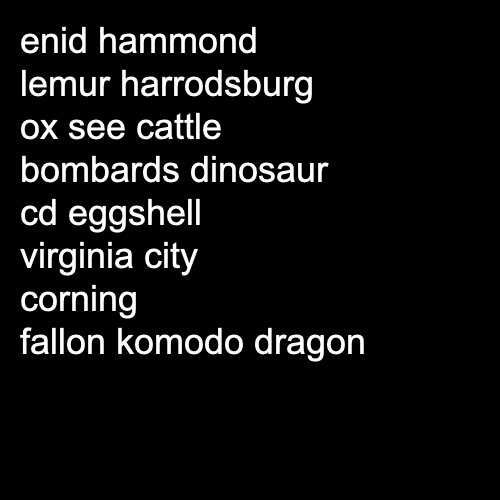 enid hammond
lemur harrodsburg
ox see cattle
bombards dinosaur
cd eggshell
virginia city
corning
fallon komodo dragon